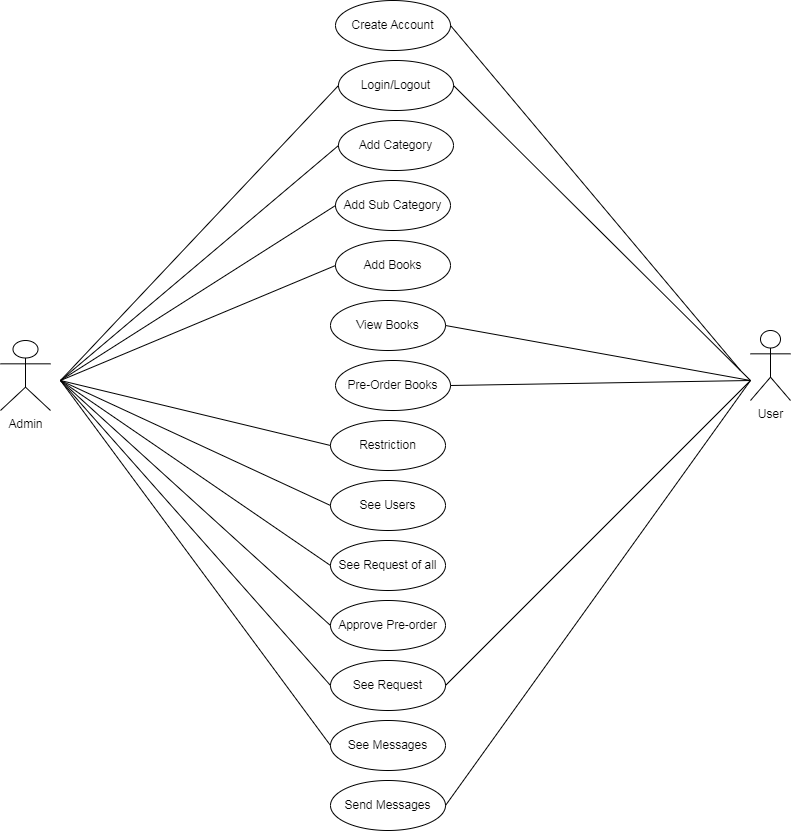 Create Account
Login/Logout
Add Category
Add Sub Category
Add Books
View Books
Pre-Order Books
Admin
User
Restriction
See Users
See Request of all
Approve Pre-order
See Request
See Messages
Send Messages